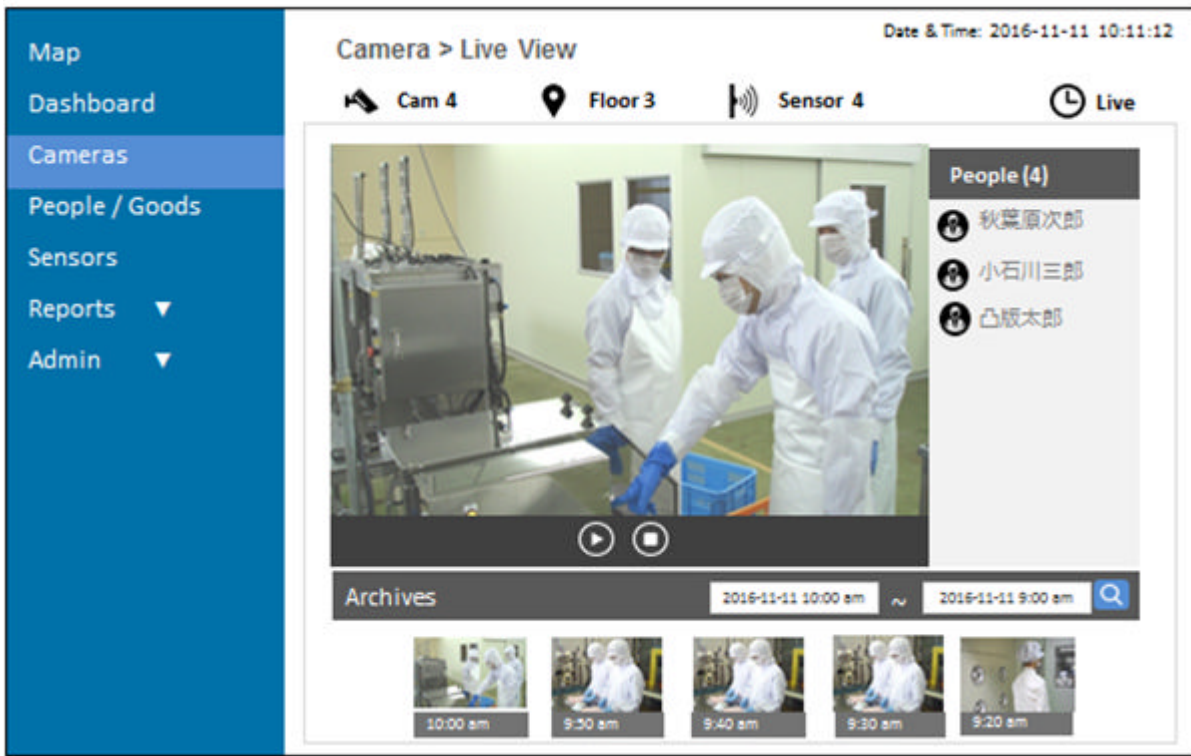 Map
Dashboard
Cameras
People / Goods
Sensors
Reports ▼
Admin ▼
Date & Time: 2016-11-11 10:11:12
Camera > Live View
Cam 4
Floor 3
Sensor 4
Live
People (4)
秋葉原次郎
小石川三郎
凸版太郎
Archives
2016-11-11 10:00 am ~ 2016-11-11 9:00 am
10:00 am
9:50 am
9:40 am
9:30 am
9:20 am